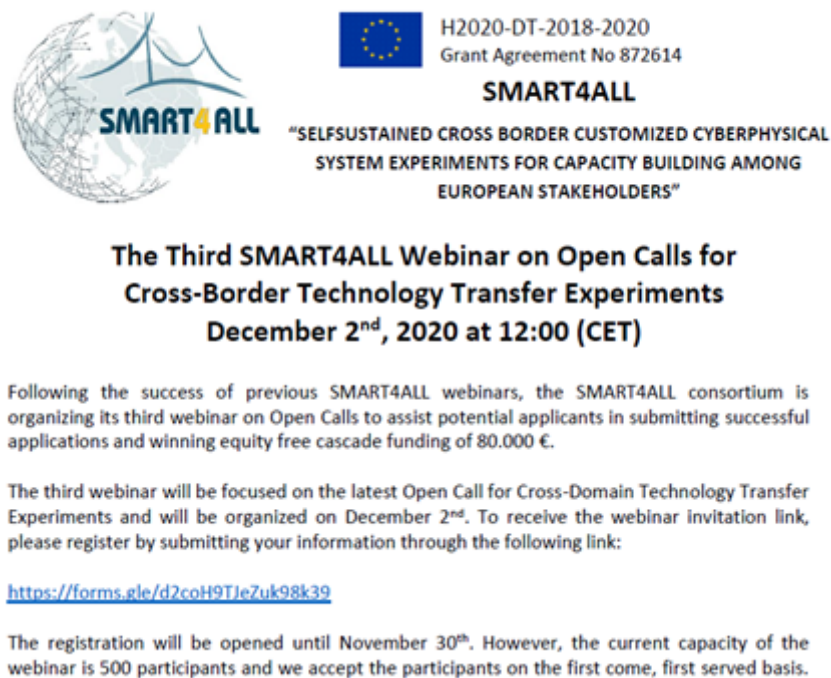 SMART4ALL
H2020-DT-2018-2020
Grant Agreement No 872614
SMART4ALL
“SELFSUSTAINED CROSS BORDER CUSTOMIZED CYBERPHYSICAL
SYSTEM EXPERIMENTS FOR CAPACITY BUILDING AMONG
EUROPEAN STAKEHOLDERS”
The Third SMART4ALL Webinar on Open Calls for
Cross-Border Technology Transfer Experiments
December 2nd, 2020 at 12:00 (CET)
Following the success of previous SMART4ALL webinars, the SMART4ALL consortium is
organizing its third webinar on Open Calls to assist potential applicants in submitting successful
applications and winning equity free cascade funding of 80.000 €.
The third webinar will be focused on the latest Open Call for Cross-Domain Technology Transfer
Experiments and will be organized on December 2nd. To receive the webinar invitation link,
please register by submitting your information through the following link:
https://forms.gle/d2coH9TJeZuk98k39
The registration will be opened until November 30th. However, the current capacity of the
webinar is 500 participants and we accept the participants on the first come, first served basis.